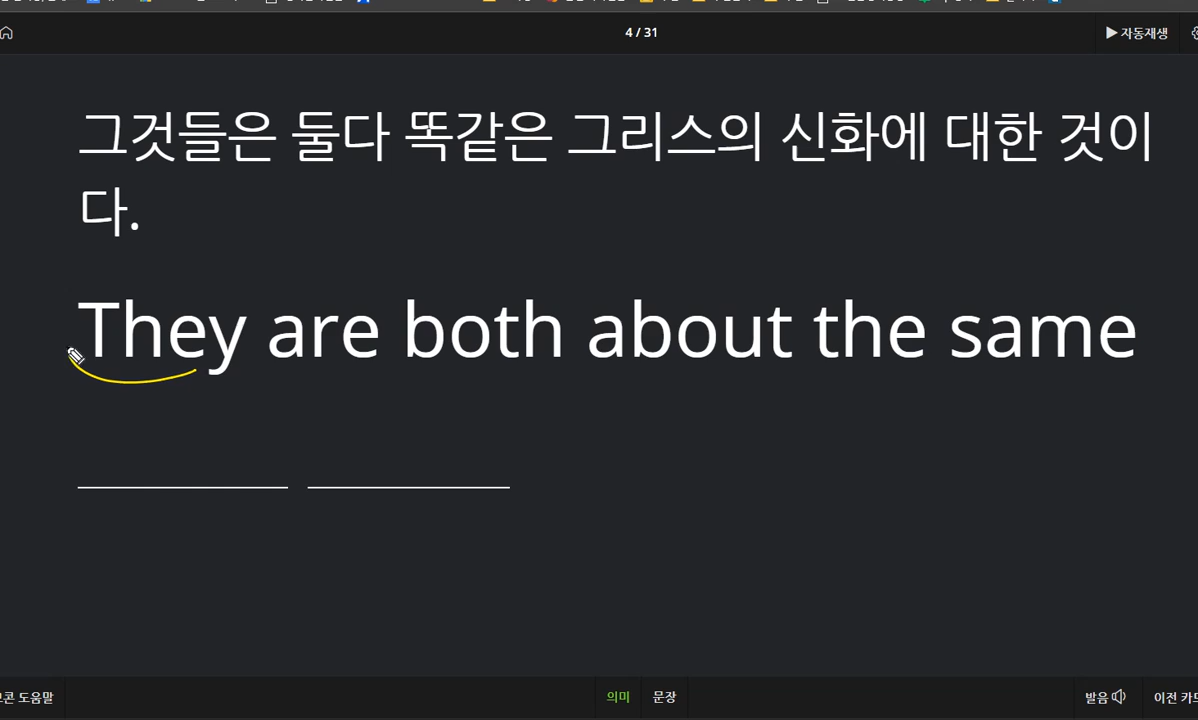 4 / 31
▶ 자동재생
그것들은 둘다 똑같은 그리스의 신화에 대한 것이
다.
They are both about the same
도움말
의미
문장
발음
이전